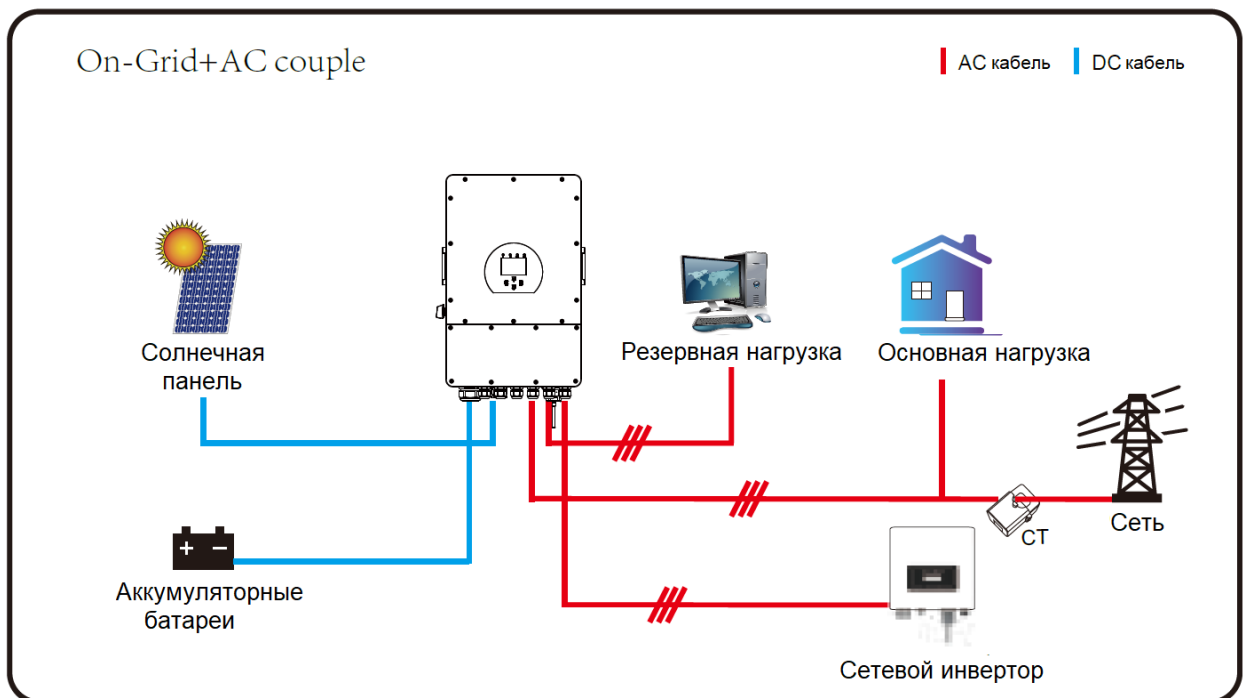 On-Grid+AC couple
AC кабель
DC кабель
Солнечная
панель
Резервная нагрузка
Основная нагрузка
Сеть
CT
Аккумуляторные
батареи
Сетевой инвертор